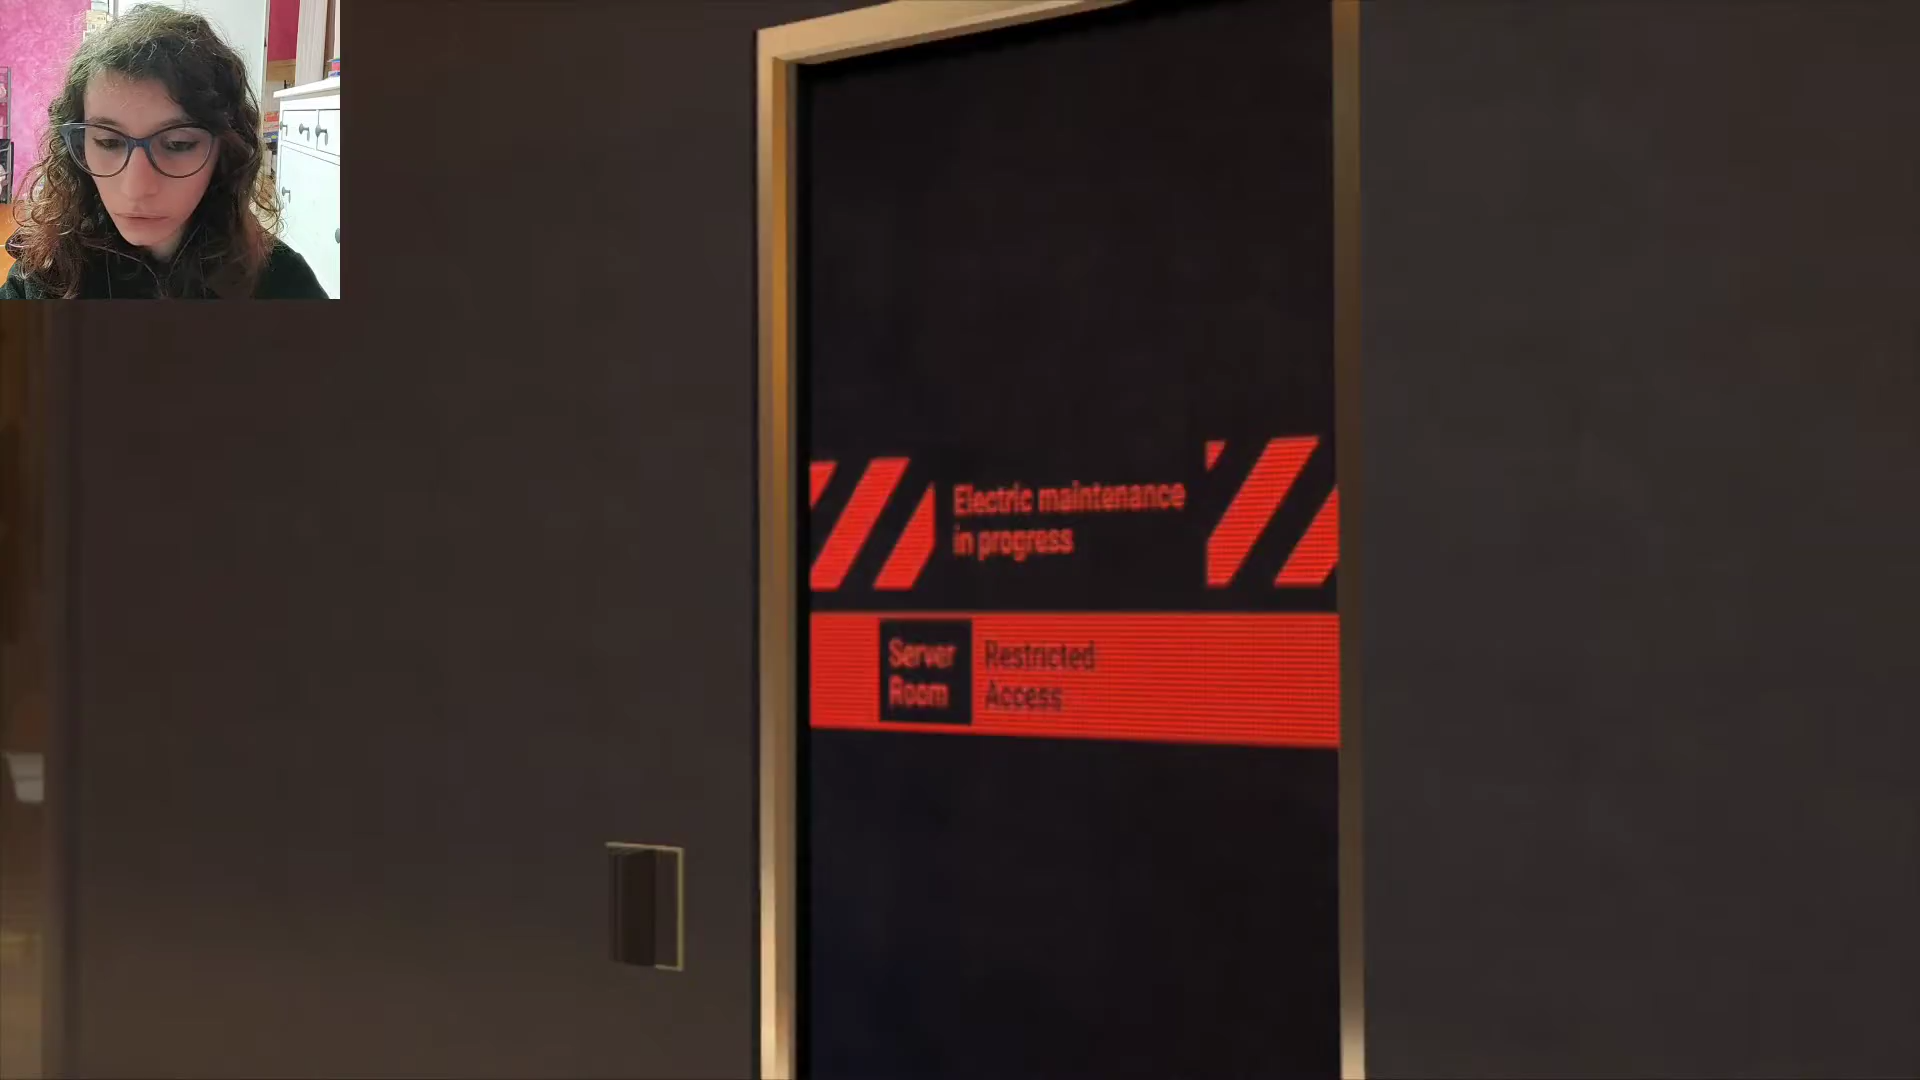 Electric maintenance
in progress
Server
Room
Restricted
Access